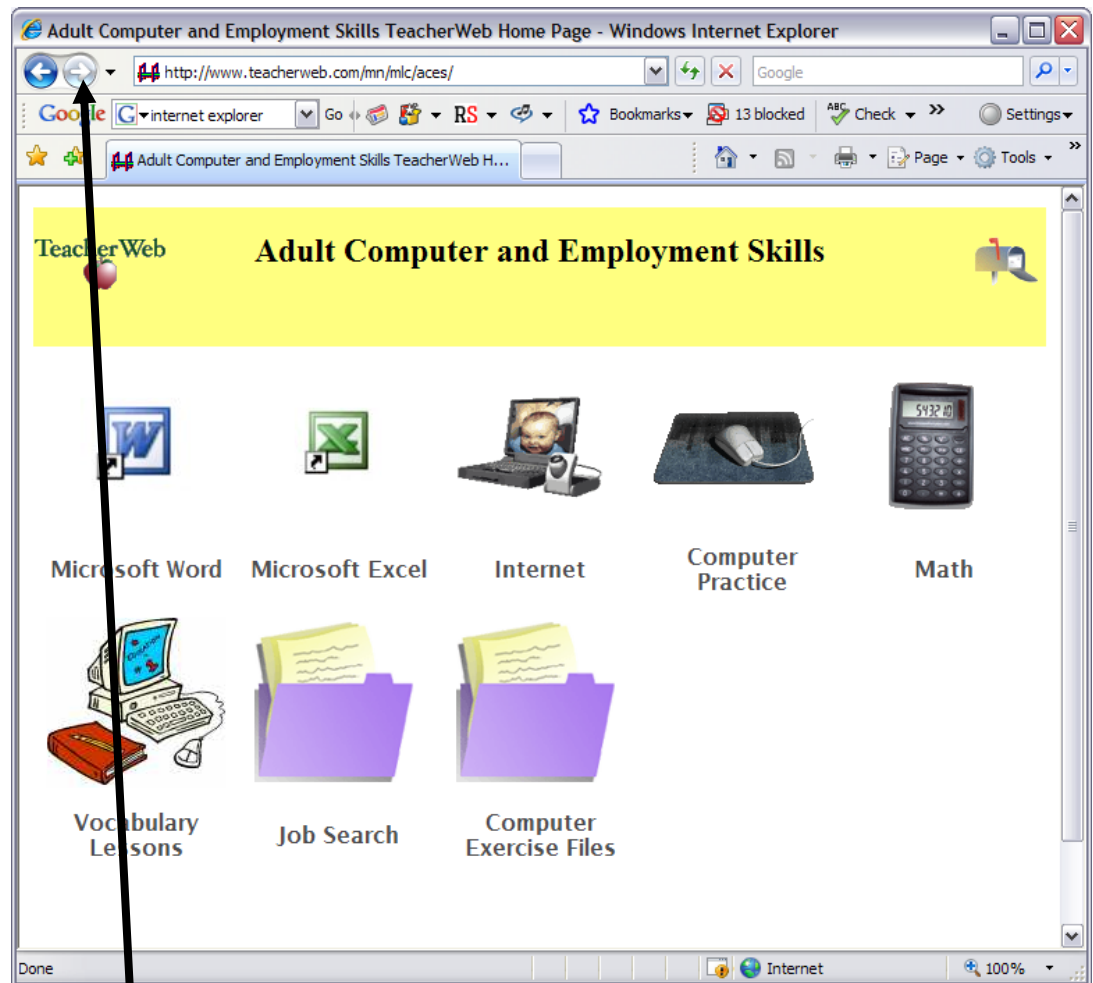 Adult Computer and Employment Skills TeacherWeb Home Page - Windows Internet Explorer
http://www.teacherweb.com/mn/mlc/aces/ Google
Google G internet explorer Go RS Bookmarks 13 blocked ABC Check >> Settings
Adult Computer and Employment Skills TeacherWeb H... Page Tools >>
TeacherWeb Adult Computer and Employment Skills
W X 543210
Microsoft Word Microsoft Excel Internet Computer Practice Math
EDUCATION
Vocabulary Lessons Job Search Computer Exercise Files
Done Internet 100%